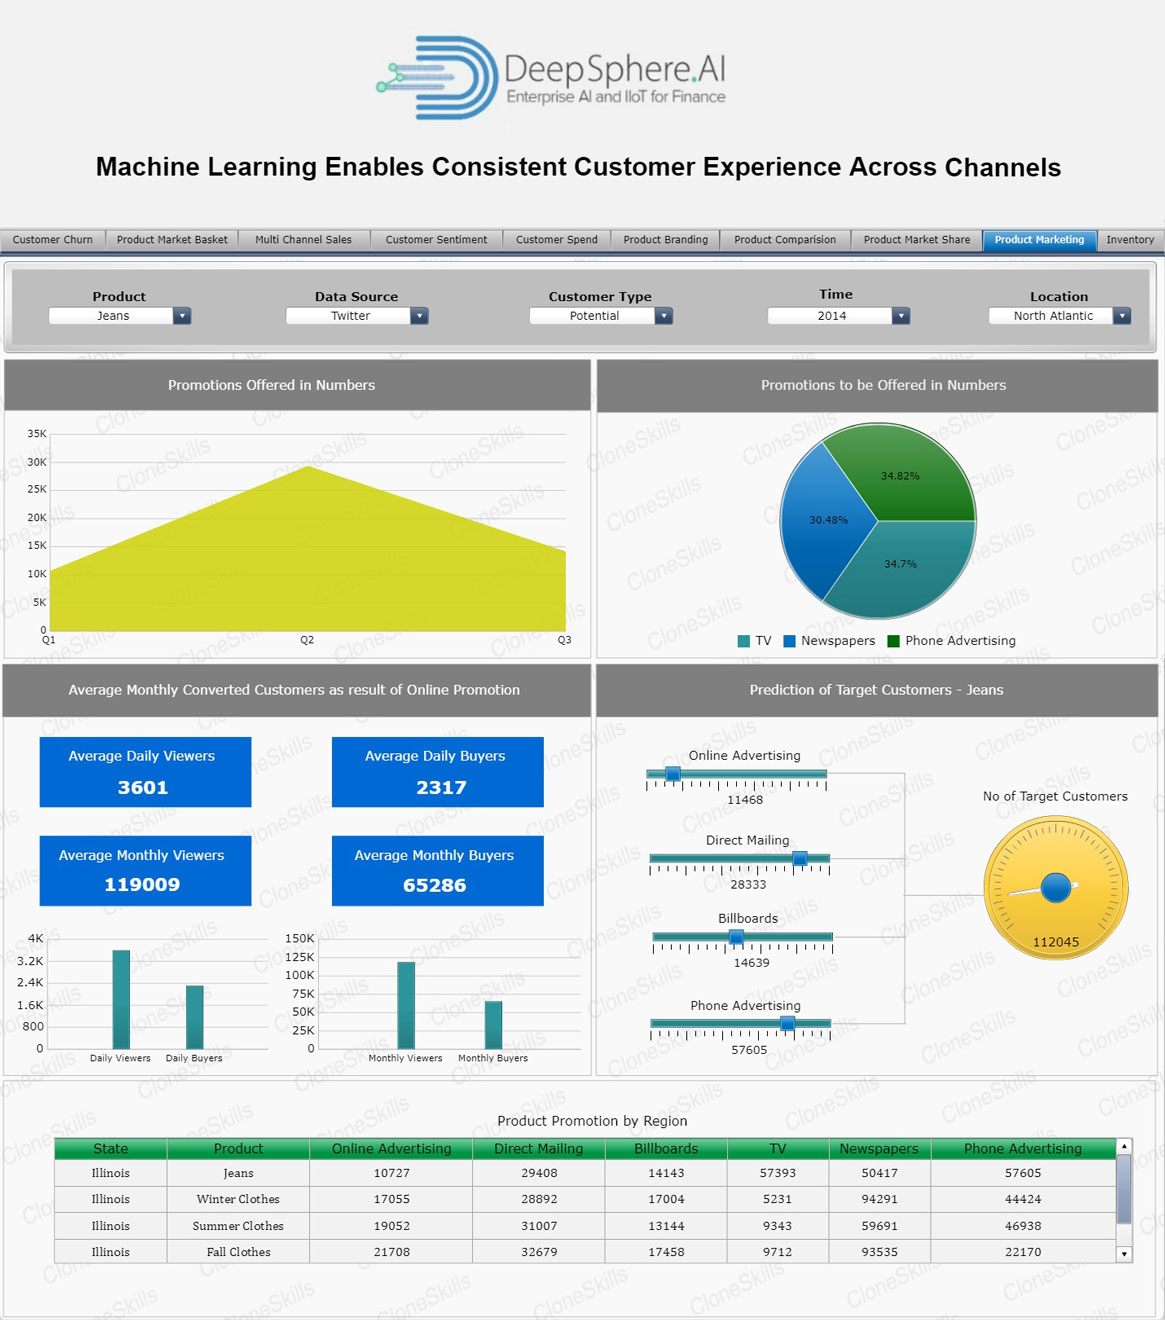 DeepSphere.AI
Enterprise AI and IIoT for Finance
Machine Learning Enables Consistent Customer Experience Across Channels
Customer Churn Product Market Basket Multi Channel Sales Customer Sentiment Customer Spend Product Branding Product Comparision Product Market Share Product Marketing Inventory
Product Data Source Customer Type Time Location
Jeans Twitter Potential 2014 North Atlantic
Promotions Offered in Numbers
35K
30K
25K
20K
15K
10K
5K
0
Q1 Q2 Q3
Promotions to be Offered in Numbers
34.82%
30.48%
34.7%
TV Newspapers Phone Advertising
Average Monthly Converted Customers as result of Online Promotion
Average Daily Viewers Average Daily Buyers
3601 2317
Average Monthly Viewers Average Monthly Buyers
119009 65286
4K
3.2K
2.4K
1.6K
800
0
Daily Viewers Daily Buyers
150K
125K
100K
75K
50K
25K
0
Monthly Viewers Monthly Buyers
Prediction of Target Customers - Jeans
Online Advertising
11468
Direct Mailing
28333
Billboards
14639
Phone Advertising
57605
No of Target Customers
112045
Product Promotion by Region
State Product Online Advertising Direct Mailing Billboards TV Newspapers Phone Advertising
Illinois Jeans 10727 29408 14143 57393 50417 57605
Illinois Winter Clothes 17055 28892 17004 5231 94291 44424
Illinois Summer Clothes 19052 31007 13144 9343 59691 46938
Illinois Fall Clothes 21708 32679 17458 9712 93535 22170
CloneSkills